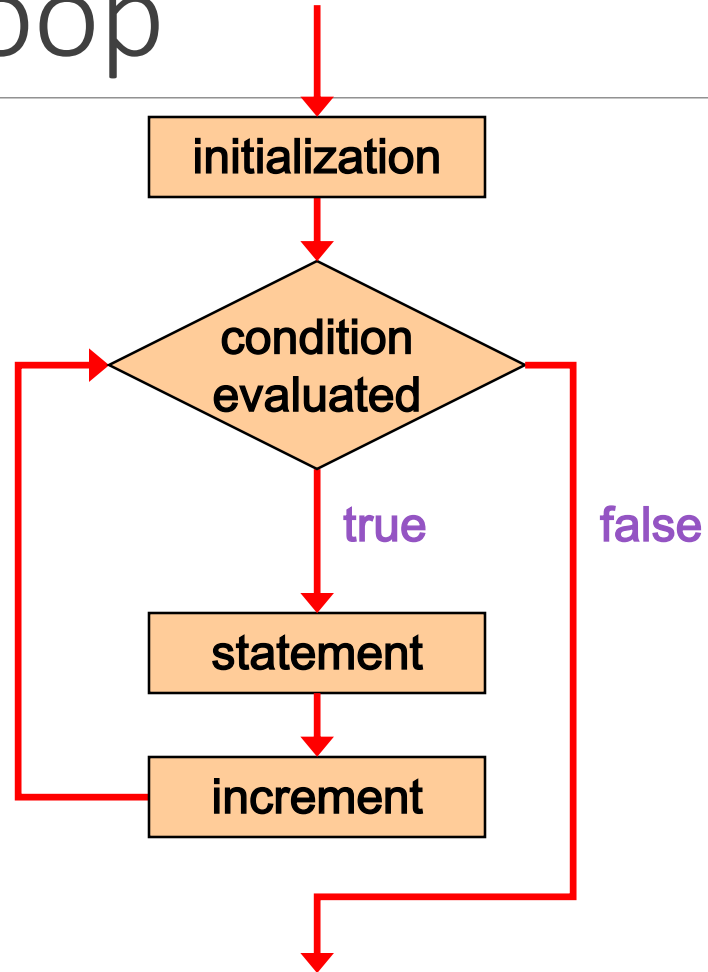 oop
initialization
condition
evaluated
true
false
statement
increment